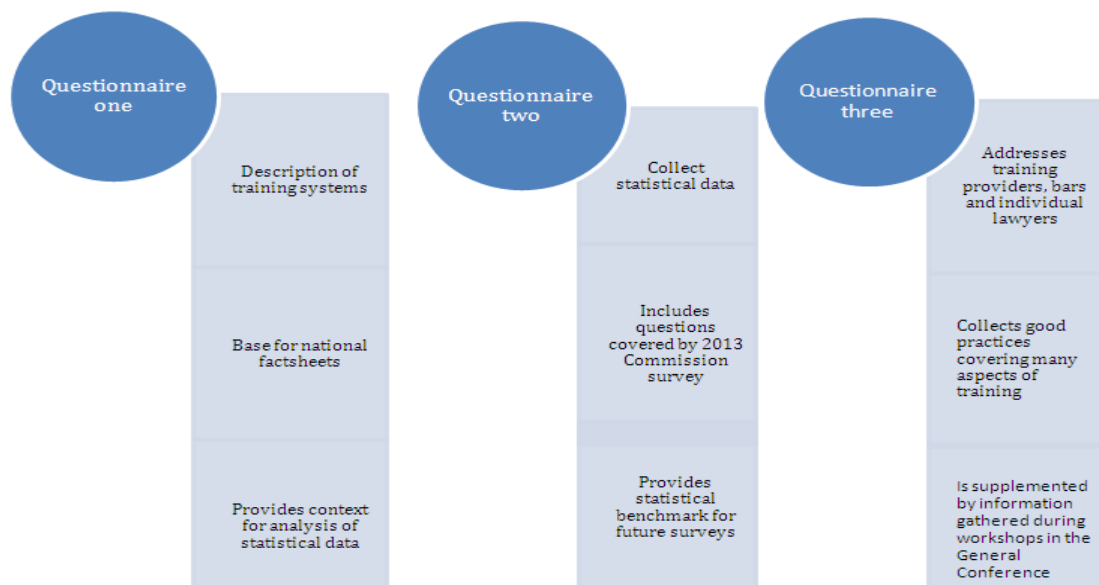 Questionnaire
one
Description of
training systems
Base for national
factsheets
Provides context
for analysis of
statistical data
Questionnaire
two
Collect
statistical data
Includes
questions
covered by 2013
Commission
survey
Provides
statistical
benchmark for
future surveys
Questionnaire
three
Addresses
training
providers, bars
and individual
lawyers
Collects good
practices
covering many
aspects of
training
Is supplemented
by information
gathered during
workshops in the
General
Conference